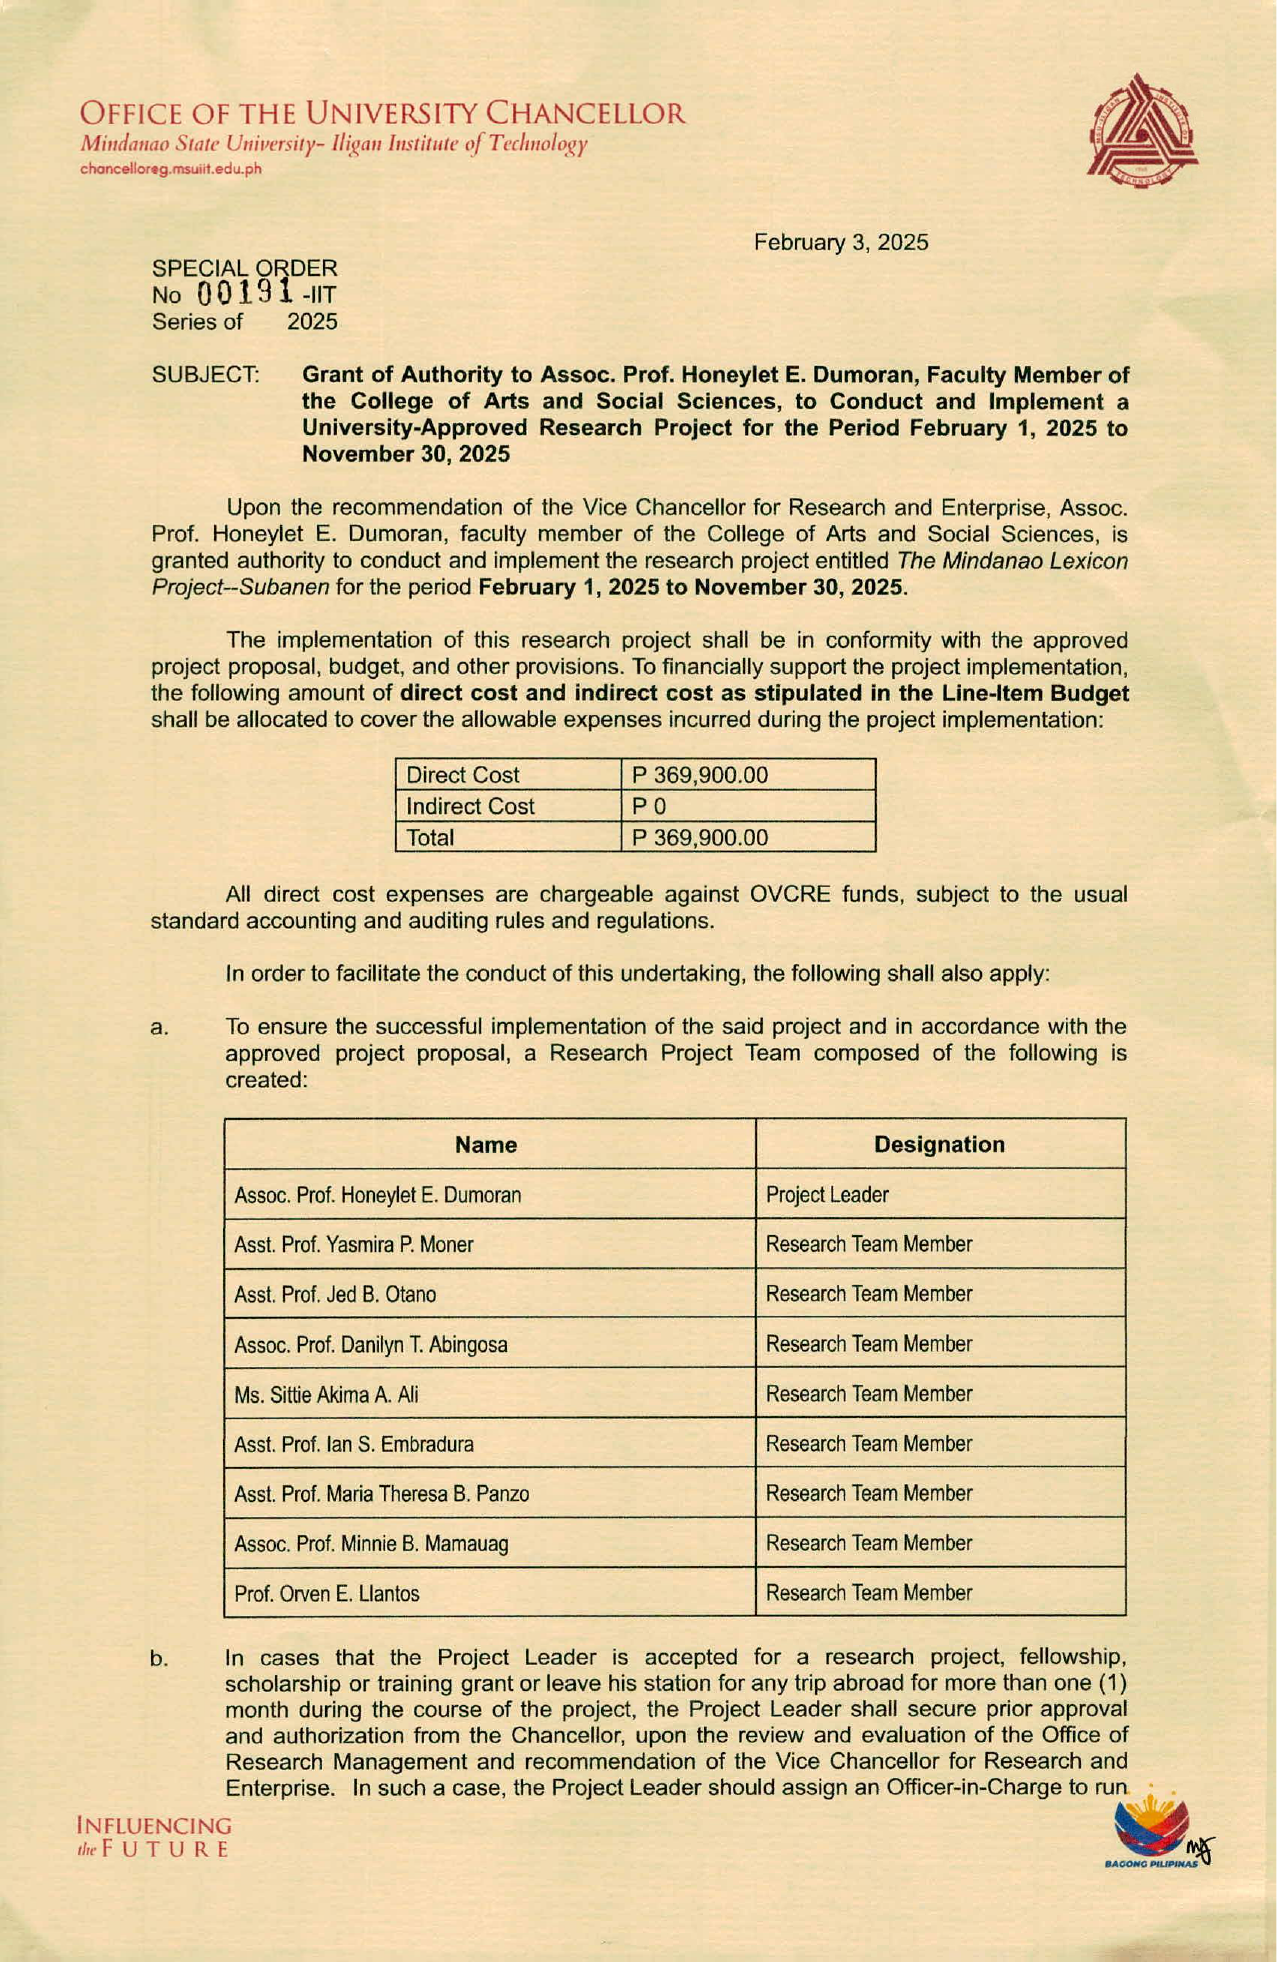 OFFICE OF THE UNIVERSITY CHANCELLOR
Mindanao State University- Iligan Institute of Technology
chancellor@g.msuiit.edu.ph
February 3, 2025
SPECIAL ORDER
No 00191 -IIT
Series of 2025
SUBJECT: Grant of Authority to Assoc. Prof. Honeylet E. Dumoran, Faculty Member of
the College of Arts and Social Sciences, to Conduct and Implement a
University-Approved Research Project for the Period February 1, 2025 to
November 30, 2025
Upon the recommendation of the Vice Chancellor for Research and Enterprise, Assoc.
Prof. Honeylet E. Dumoran, faculty member of the College of Arts and Social Sciences, is
granted authority to conduct and implement the research project entitled The Mindanao Lexicon
Project--Subanen for the period February 1, 2025 to November 30, 2025.
The implementation of this research project shall be in conformity with the approved
project proposal, budget, and other provisions. To financially support the project implementation,
the following amount of direct cost and indirect cost as stipulated in the Line-Item Budget
shall be allocated to cover the allowable expenses incurred during the project implementation:
Direct Cost P 369,900.00
Indirect Cost P 0
Total P 369,900.00
All direct cost expenses are chargeable against OVCRE funds, subject to the usual
standard accounting and auditing rules and regulations.
In order to facilitate the conduct of this undertaking, the following shall also apply:
a. To ensure the successful implementation of the said project and in accordance with the
approved project proposal, a Research Project Team composed of the following is
created:
Name Designation
Assoc. Prof. Honeylet E. Dumoran Project Leader
Asst. Prof. Yasmira P. Moner Research Team Member
Asst. Prof. Jed B. Otano Research Team Member
Assoc. Prof. Danilyn T. Abingosa Research Team Member
Ms. Sittie Akima A. Ali Research Team Member
Asst. Prof. Ian S. Embradura Research Team Member
Asst. Prof. Maria Theresa B. Panzo Research Team Member
Assoc. Prof. Minnie B. Mamauag Research Team Member
Prof. Orven E. Llantos Research Team Member
b. In cases that the Project Leader is accepted for a research project, fellowship,
scholarship or training grant or leave his station for any trip abroad for more than one (1)
month during the course of the project, the Project Leader shall secure prior approval
and authorization from the Chancellor, upon the review and evaluation of the Office of
Research Management and recommendation of the Vice Chancellor for Research and
Enterprise. In such a case, the Project Leader should assign an Officer-in-Charge to run
INFLUENCING
the FUTURE
BAGONG PILIPINAS